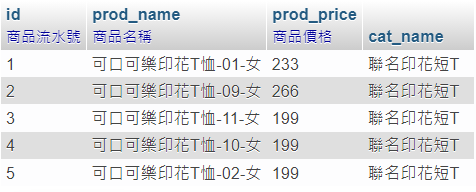 id prod_name prod_price cat_name
商品流水號 商品名稱 商品價格
1 可口可樂印花T恤-01-女 233 聯名印花短T
2 可口可樂印花T恤-09-女 266 聯名印花短T
3 可口可樂印花T恤-11-女 199 聯名印花短T
4 可口可樂印花T恤-10-女 199 聯名印花短T
5 可口可樂印花T恤-02-女 199 聯名印花短T